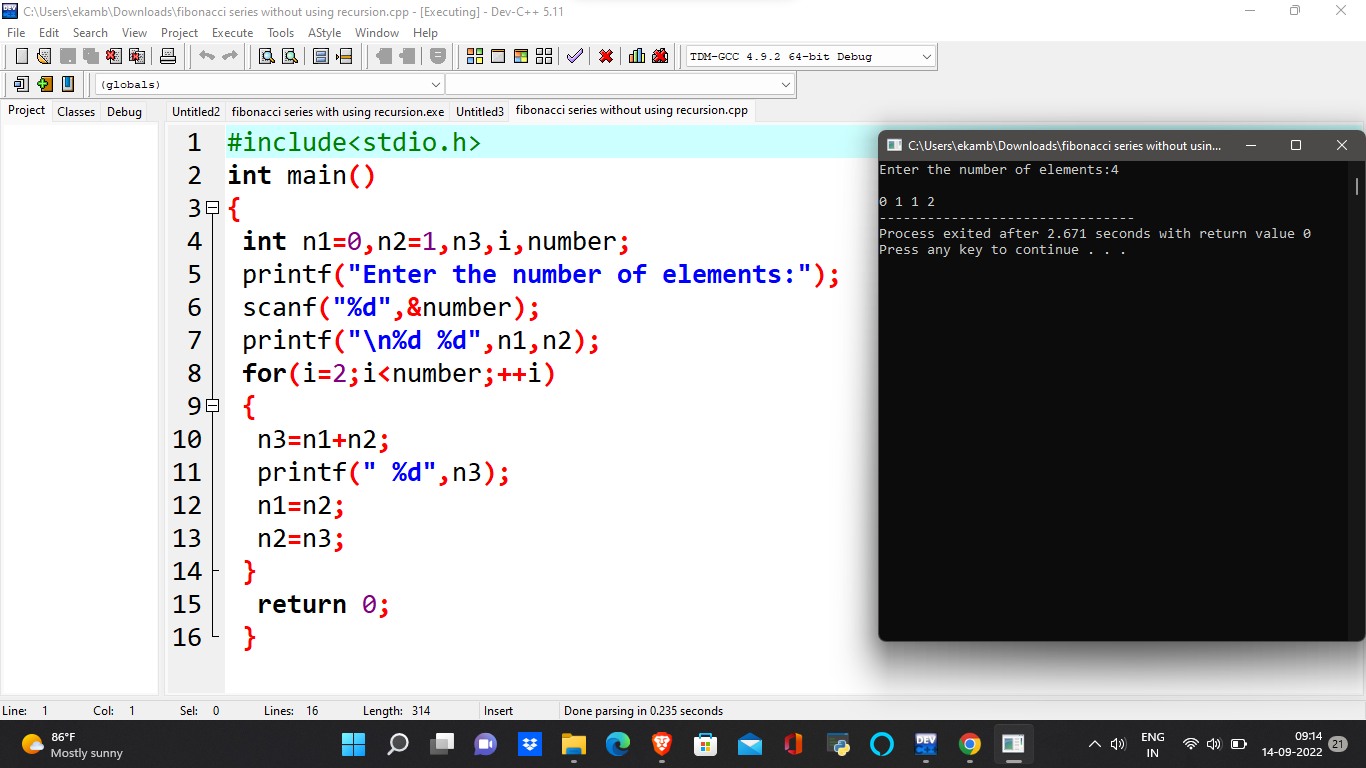 C:\Users\ekamb\Downloads\fibonacci series without using recursion.cpp - [Executing] - Dev-C++ 5.11
File Edit Search View Project Execute Tools AStyle Window Help
TDM-GCC 4.9.2 64-bit Debug
(globals)
Project Classes Debug
Untitled2 fibonacci series with using recursion.exe Untitled3 fibonacci series without using recursion.cpp
1 #include<stdio.h>
2 int main()
3 {
4 int n1=0,n2=1,n3,i,number;
5 printf("Enter the number of elements:");
6 scanf("%d",&number);
7 printf("\n%d %d",n1,n2);
8 for(i=2;i<number;++i)
9 {
10 n3=n1+n2;
11 printf(" %d",n3);
12 n1=n2;
13 n2=n3;
14 }
15 return 0;
16 }
C:\Users\ekamb\Downloads\fibonacci series without usin...
Enter the number of elements:4
0 1 1 2
--------------------------------
Process exited after 2.671 seconds with return value 0
Press any key to continue . . .
Line: 1 Col: 1 Sel: 0 Lines: 16 Length: 314 Insert Done parsing in 0.235 seconds
86°F
Mostly sunny
DEV
ENG
IN
09:14
14-09-2022
21